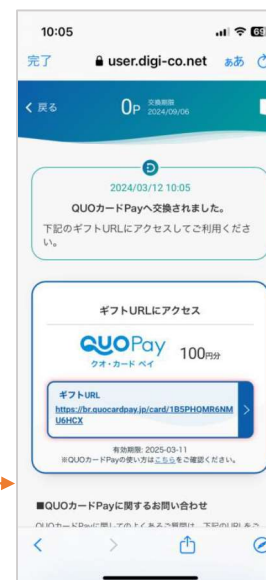 10:05
完了
user.digi-co.net
ああ
戻る
0P
交換期限
2024/09/06
2024/03/12 10:05
QUOカードPayへ交換されました。
下記のギフトURLにアクセスしてご利用くださ
い。
ギフトURLにアクセス
QUO Pay
クオ・カード ペイ
100円分
ギフトURL
https://br.quocardpay.jp/card/1B5PHQMR6NM
U6HCX
有効期限: 2025-03-11
※QUOカードPayの使い方はこちらをご確認ください。
■QUOカードPayに関するお問い合わせ